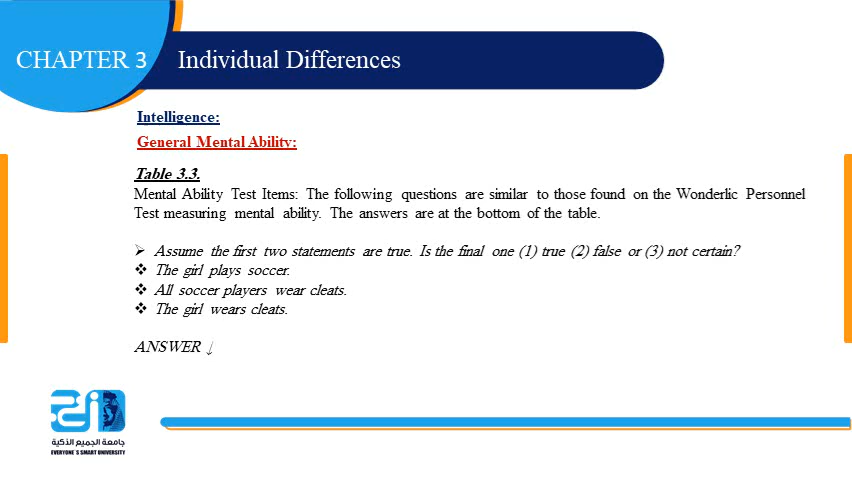 CHAPTER 3
Individual Differences
Intelligence:
General Mental Ability:
Table 3.3.
Mental Ability Test Items: The following questions are similar to those found on the Wonderlic Personnel
Test measuring mental ability. The answers are at the bottom of the table.
➢ Assume the first two statements are true. Is the final one (1) true (2) false or (3) not certain?
❖ The girl plays soccer.
❖ All soccer players wear cleats.
❖ The girl wears cleats.
ANSWER ↓
جامعة الجميع الذكية
EVERYONE'S SMART UNIVERSITY